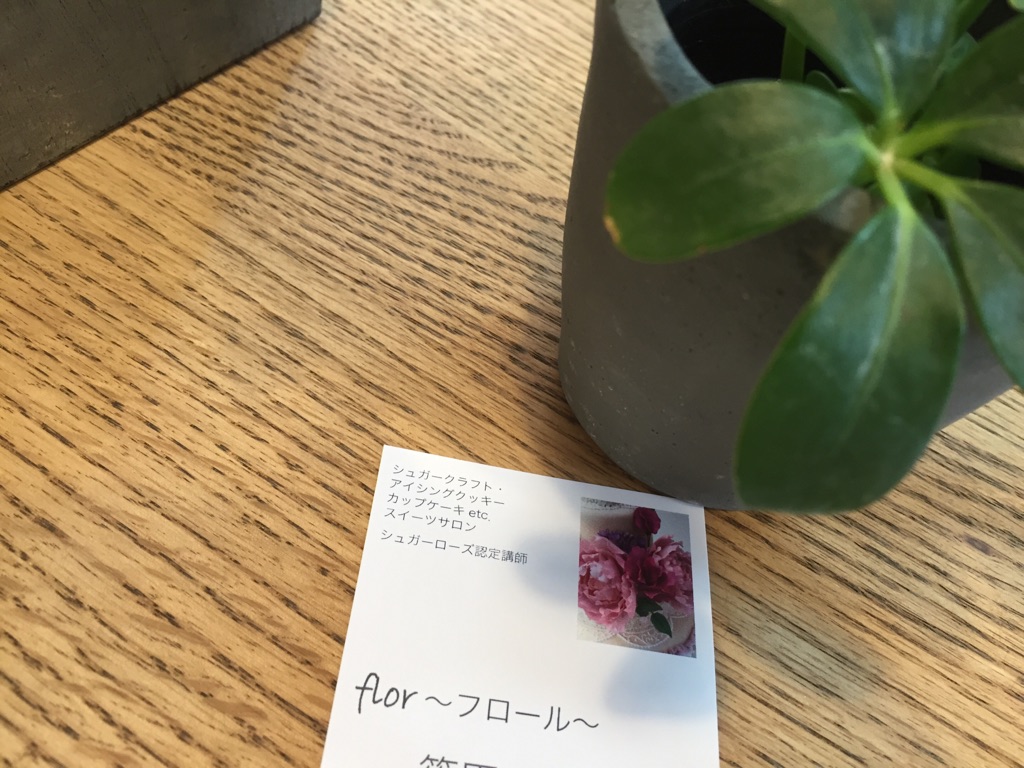 シュガークラフト・
アイシングクッキー
カップケーキ etc.
スイーツサロン
シュガーローズ認定講師
flor ～フロール～